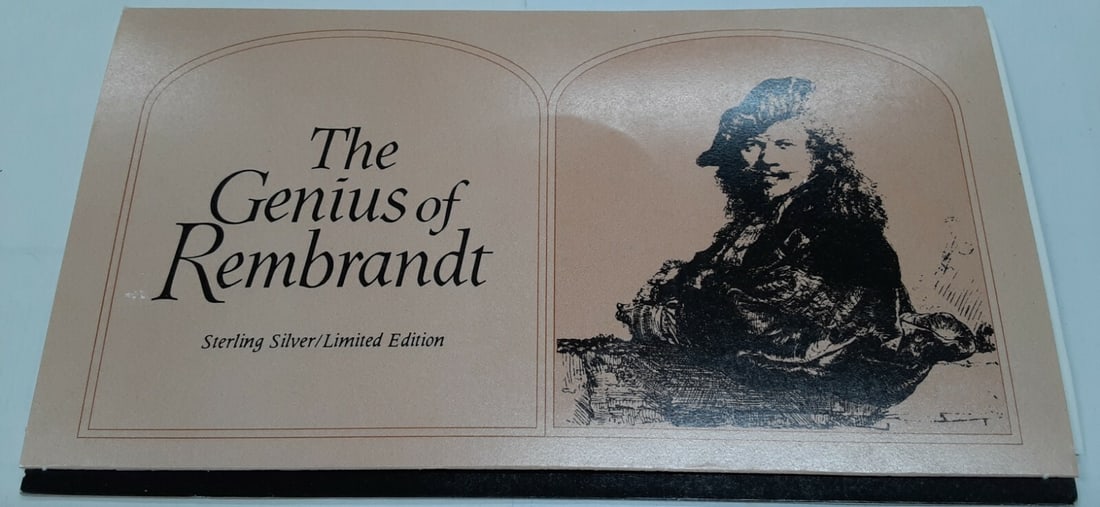 The
Genius of
Rembrandt
Sterling Silver/Limited Edition